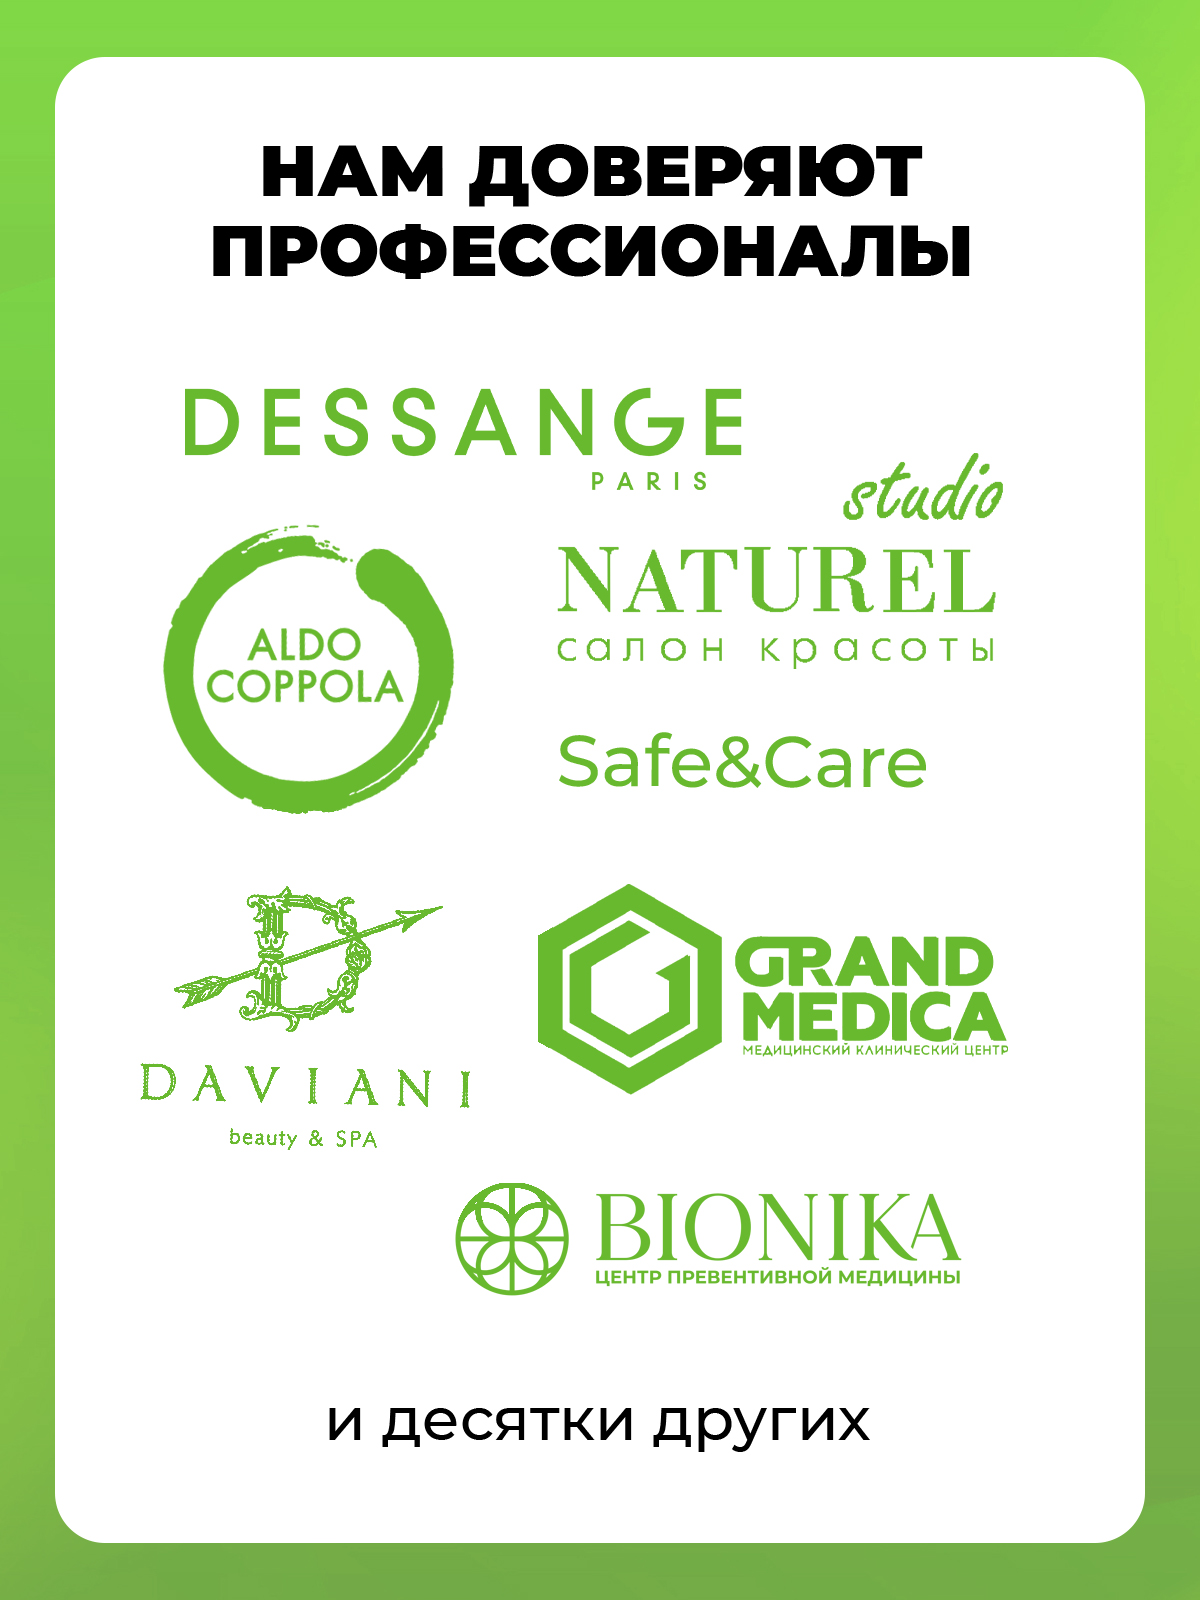 НАМ ДОВЕРЯЮТ
ПРОФЕССИОНАЛЫ
DESSANGE
PARIS
studio
NATUREL
салон красоты
ALDO
COPPOLA
Safe&Care
D
DAVIANI
beauty & SPA
GRAND
MEDICA
МЕДИЦИНСКИЙ КЛИНИЧЕСКИЙ ЦЕНТР
BIONIKA
ЦЕНТР ПРЕВЕНТИВНОЙ МЕДИЦИНЫ
и десятки других